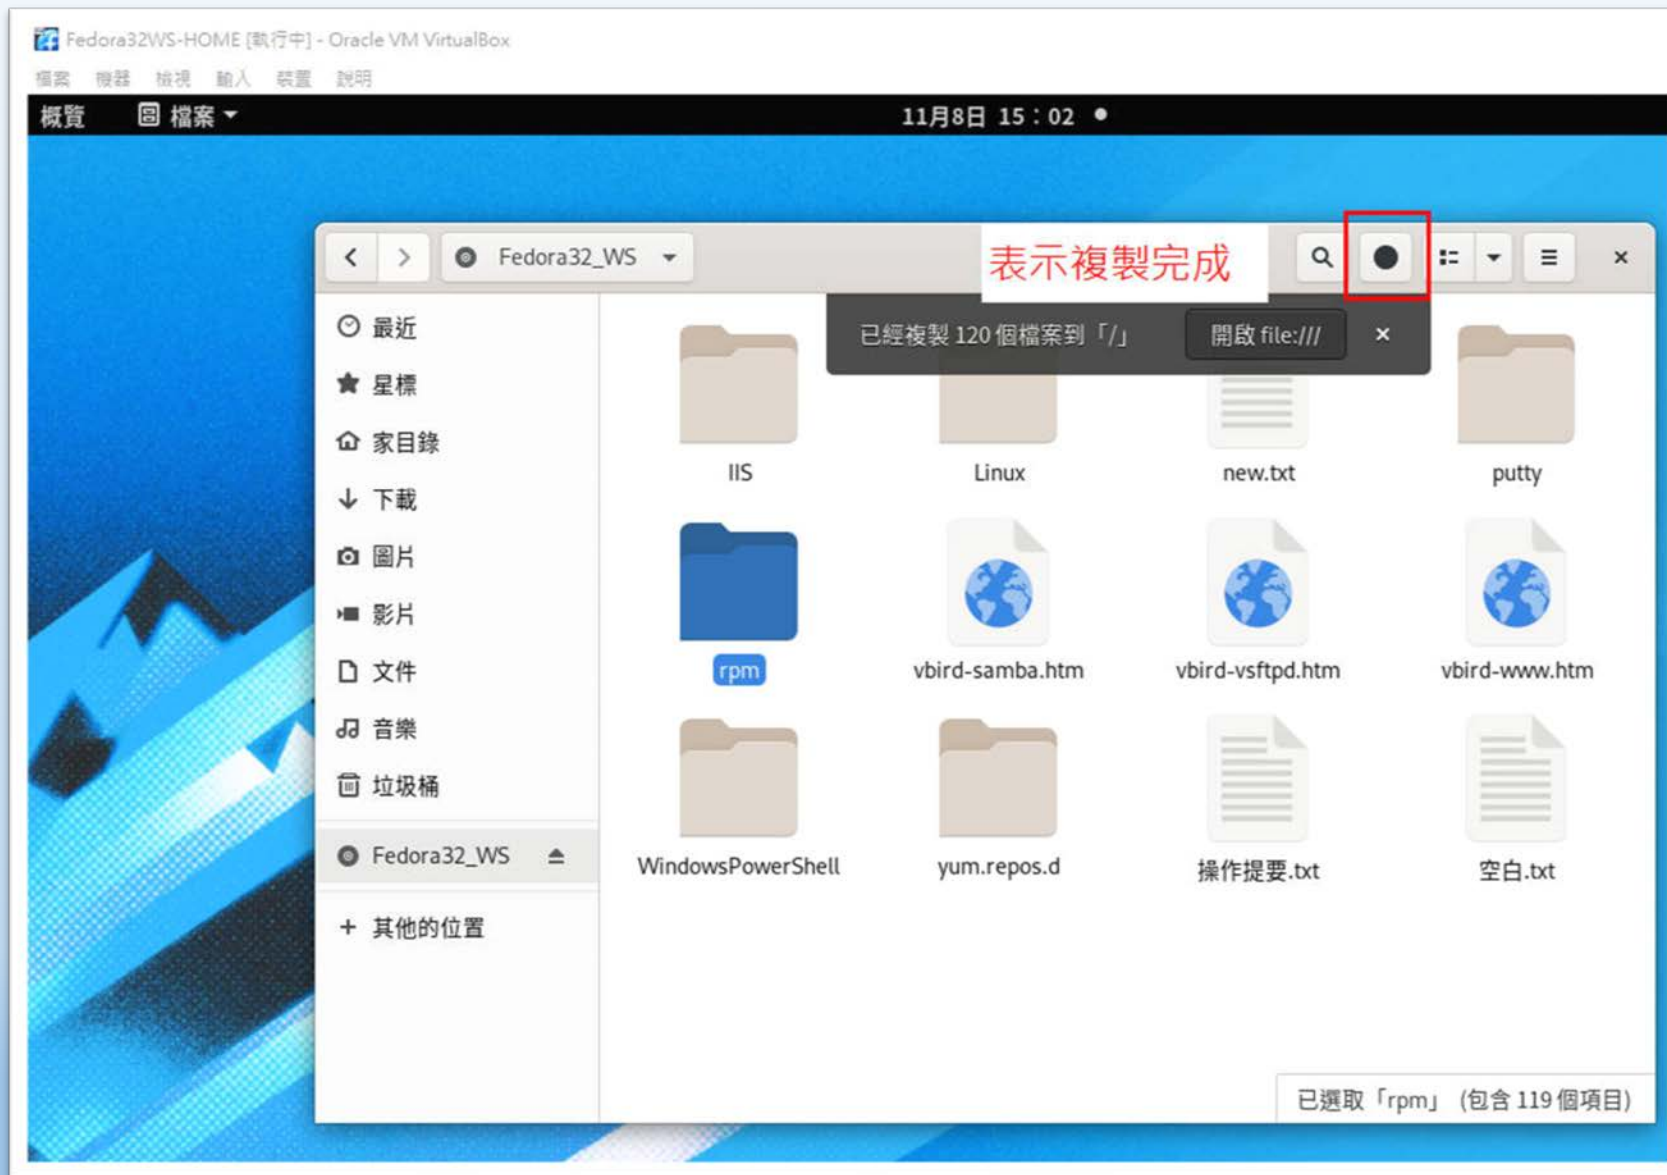 Fedora32WS-HOME [執行中] - Oracle VM VirtualBox
檔案 機器 檢視 輸入 裝置 說明
概覽 檔案 11月8日 15：02
Fedora32_WS
表示複製完成
已經複製 120 個檔案到「/」 開啟 file:///
最近
星標
家目錄
下載
圖片
影片
文件
音樂
垃圾桶
Fedora32_WS
其他的位置
IIS Linux new.txt putty
rpm vbird-samba.htm vbird-vsftpd.htm vbird-www.htm
WindowsPowerShell yum.repos.d 操作提要.txt 空白.txt
已選取「rpm」 (包含 119 個項目)